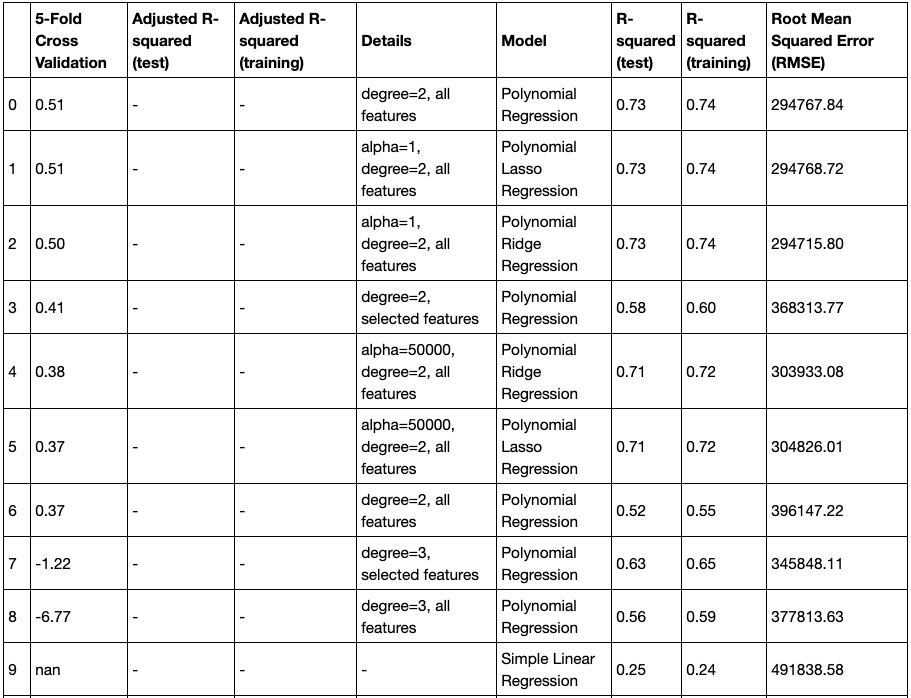 5-Fold Cross Validation | Adjusted R-squared (test) | Adjusted R-squared (training) | Details | Model | R-squared (test) | R-squared (training) | Root Mean Squared Error (RMSE)
0 | 0.51 | - | - | degree=2, all features | Polynomial Regression | 0.73 | 0.74 | 294767.84
1 | 0.51 | - | - | alpha=1, degree=2, all features | Polynomial Lasso Regression | 0.73 | 0.74 | 294768.72
2 | 0.50 | - | - | alpha=1, degree=2, all features | Polynomial Ridge Regression | 0.73 | 0.74 | 294715.80
3 | 0.41 | - | - | degree=2, selected features | Polynomial Regression | 0.58 | 0.60 | 368313.77
4 | 0.38 | - | - | alpha=50000, degree=2, all features | Polynomial Ridge Regression | 0.71 | 0.72 | 303933.08
5 | 0.37 | - | - | alpha=50000, degree=2, all features | Polynomial Lasso Regression | 0.71 | 0.72 | 304826.01
6 | 0.37 | - | - | degree=2, all features | Polynomial Regression | 0.52 | 0.55 | 396147.22
7 | -1.22 | - | - | degree=3, selected features | Polynomial Regression | 0.63 | 0.65 | 345848.11
8 | -6.77 | - | - | degree=3, all features | Polynomial Regression | 0.56 | 0.59 | 377813.63
9 | nan | - | - | - | Simple Linear Regression | 0.25 | 0.24 | 491838.58